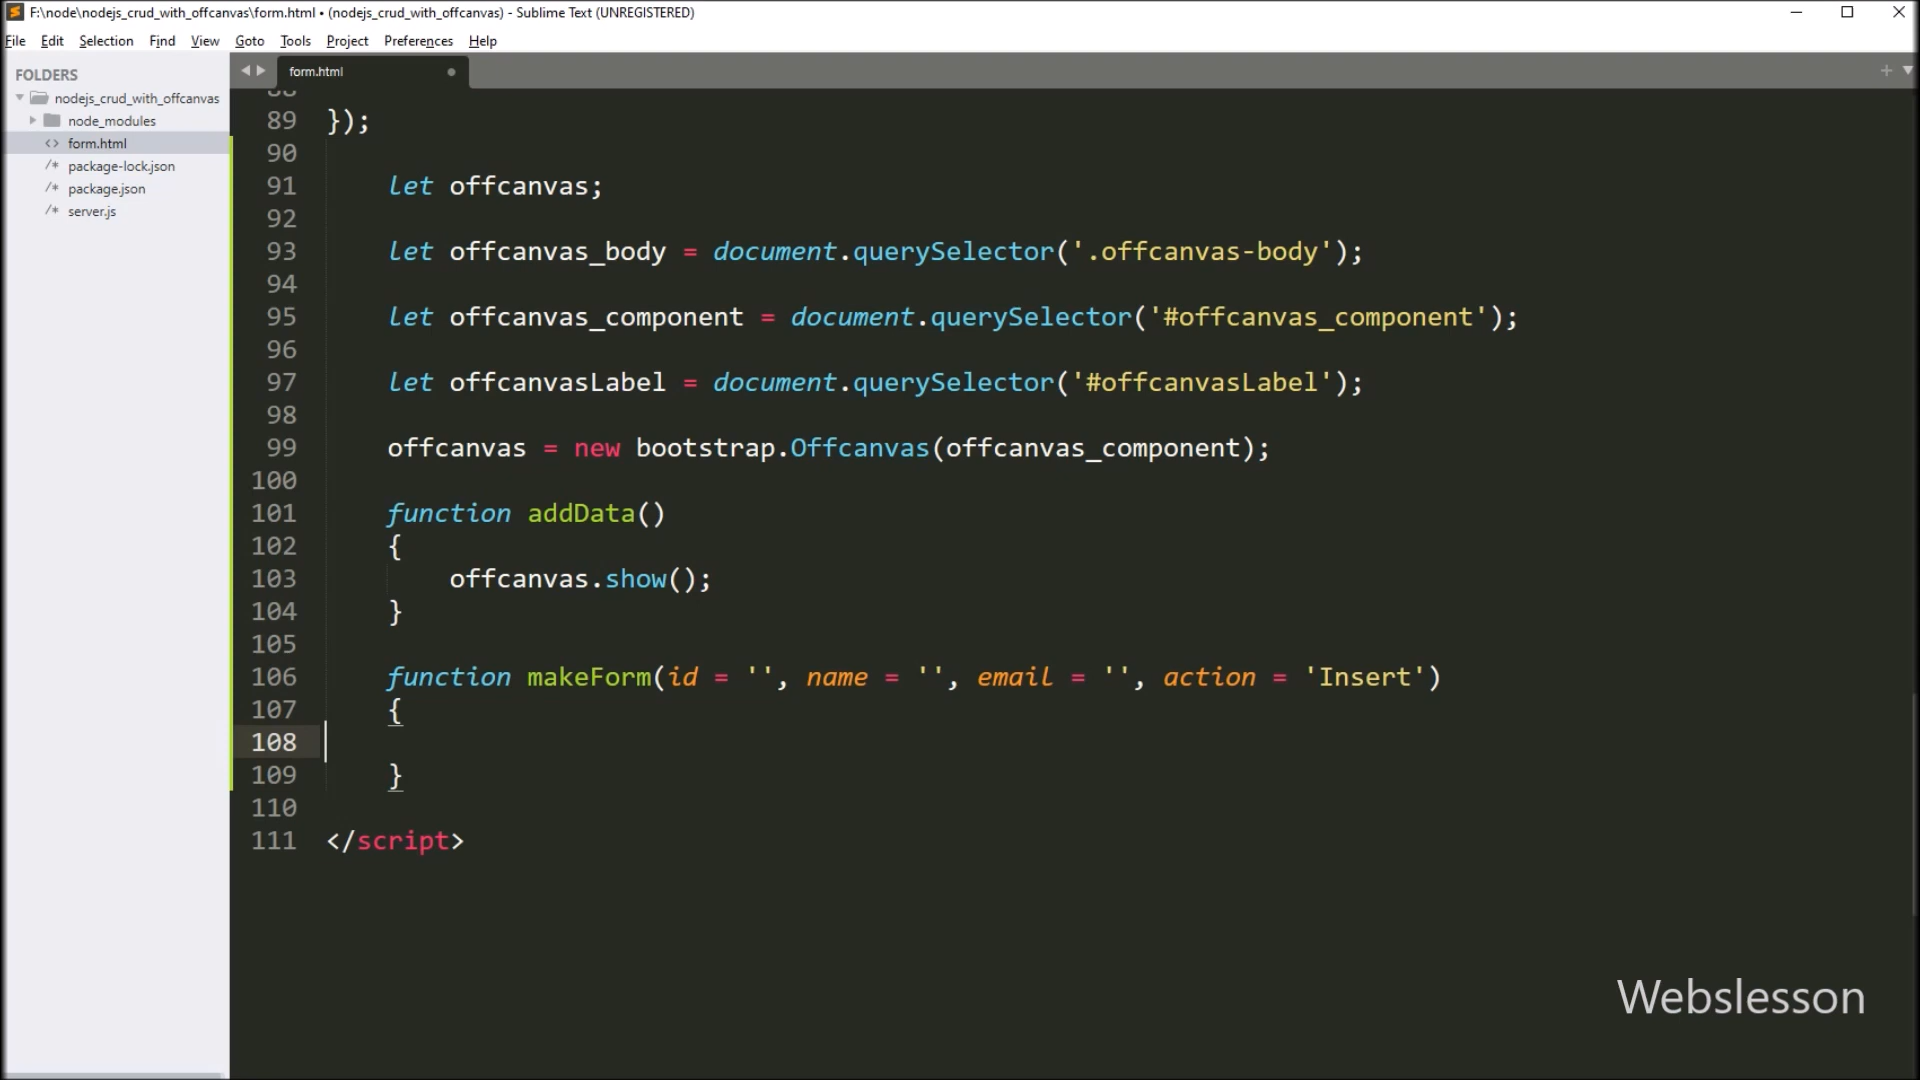 F:\node\nodejs_crud_with_offcanvas\form.html • (nodejs_crud_with_offcanvas) - Sublime Text (UNREGISTERED)
File Edit Selection Find View Goto Tools Project Preferences Help
FOLDERS
nodejs_crud_with_offcanvas
node_modules
<> form.html
/* package-lock.json
/* package.json
/* server.js
form.html
88
89 });
90
91 let offcanvas;
92
93 let offcanvas_body = document.querySelector('.offcanvas-body');
94
95 let offcanvas_component = document.querySelector('#offcanvas_component');
96
97 let offcanvasLabel = document.querySelector('#offcanvasLabel');
98
99 offcanvas = new bootstrap.Offcanvas(offcanvas_component);
100
101 function addData()
102 {
103 offcanvas.show();
104 }
105
106 function makeForm(id = '', name = '', email = '', action = 'Insert')
107 {
108
109 }
110
111 </script>
Webslesson